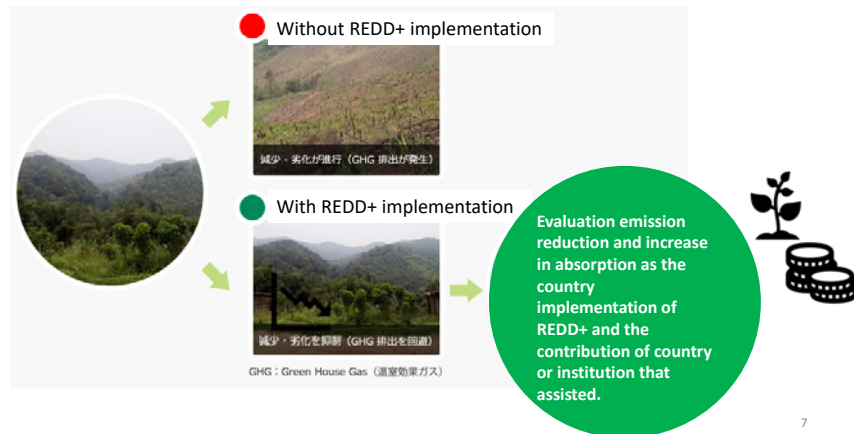 Without REDD+ implementation
減少・劣化が進行（GHG 排出が発生）
With REDD+ implementation
減少・劣化を抑制（GHG 排出を回避）
GHG：Green House Gas（温室効果ガス）
Evaluation emission
reduction and increase
in absorption as the
country
implementation of
REDD+ and the
contribution of country
or institution that
assisted.
7